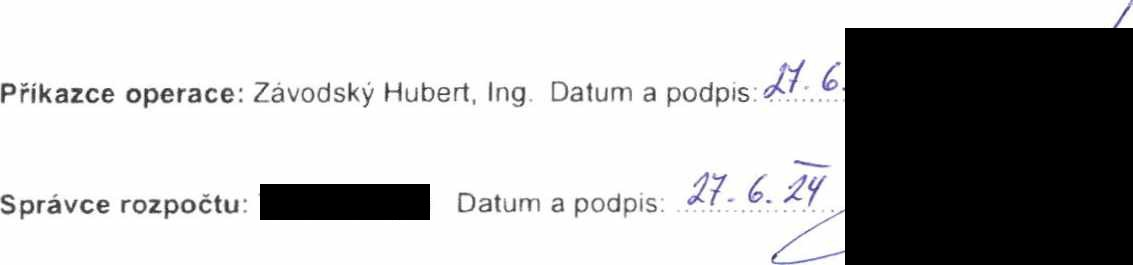 Příkazce operace: Závodský Hubert, Ing. Datum a podpis: 27. 6.
Správce rozpočtu: Datum a podpis: 27. 6. 24